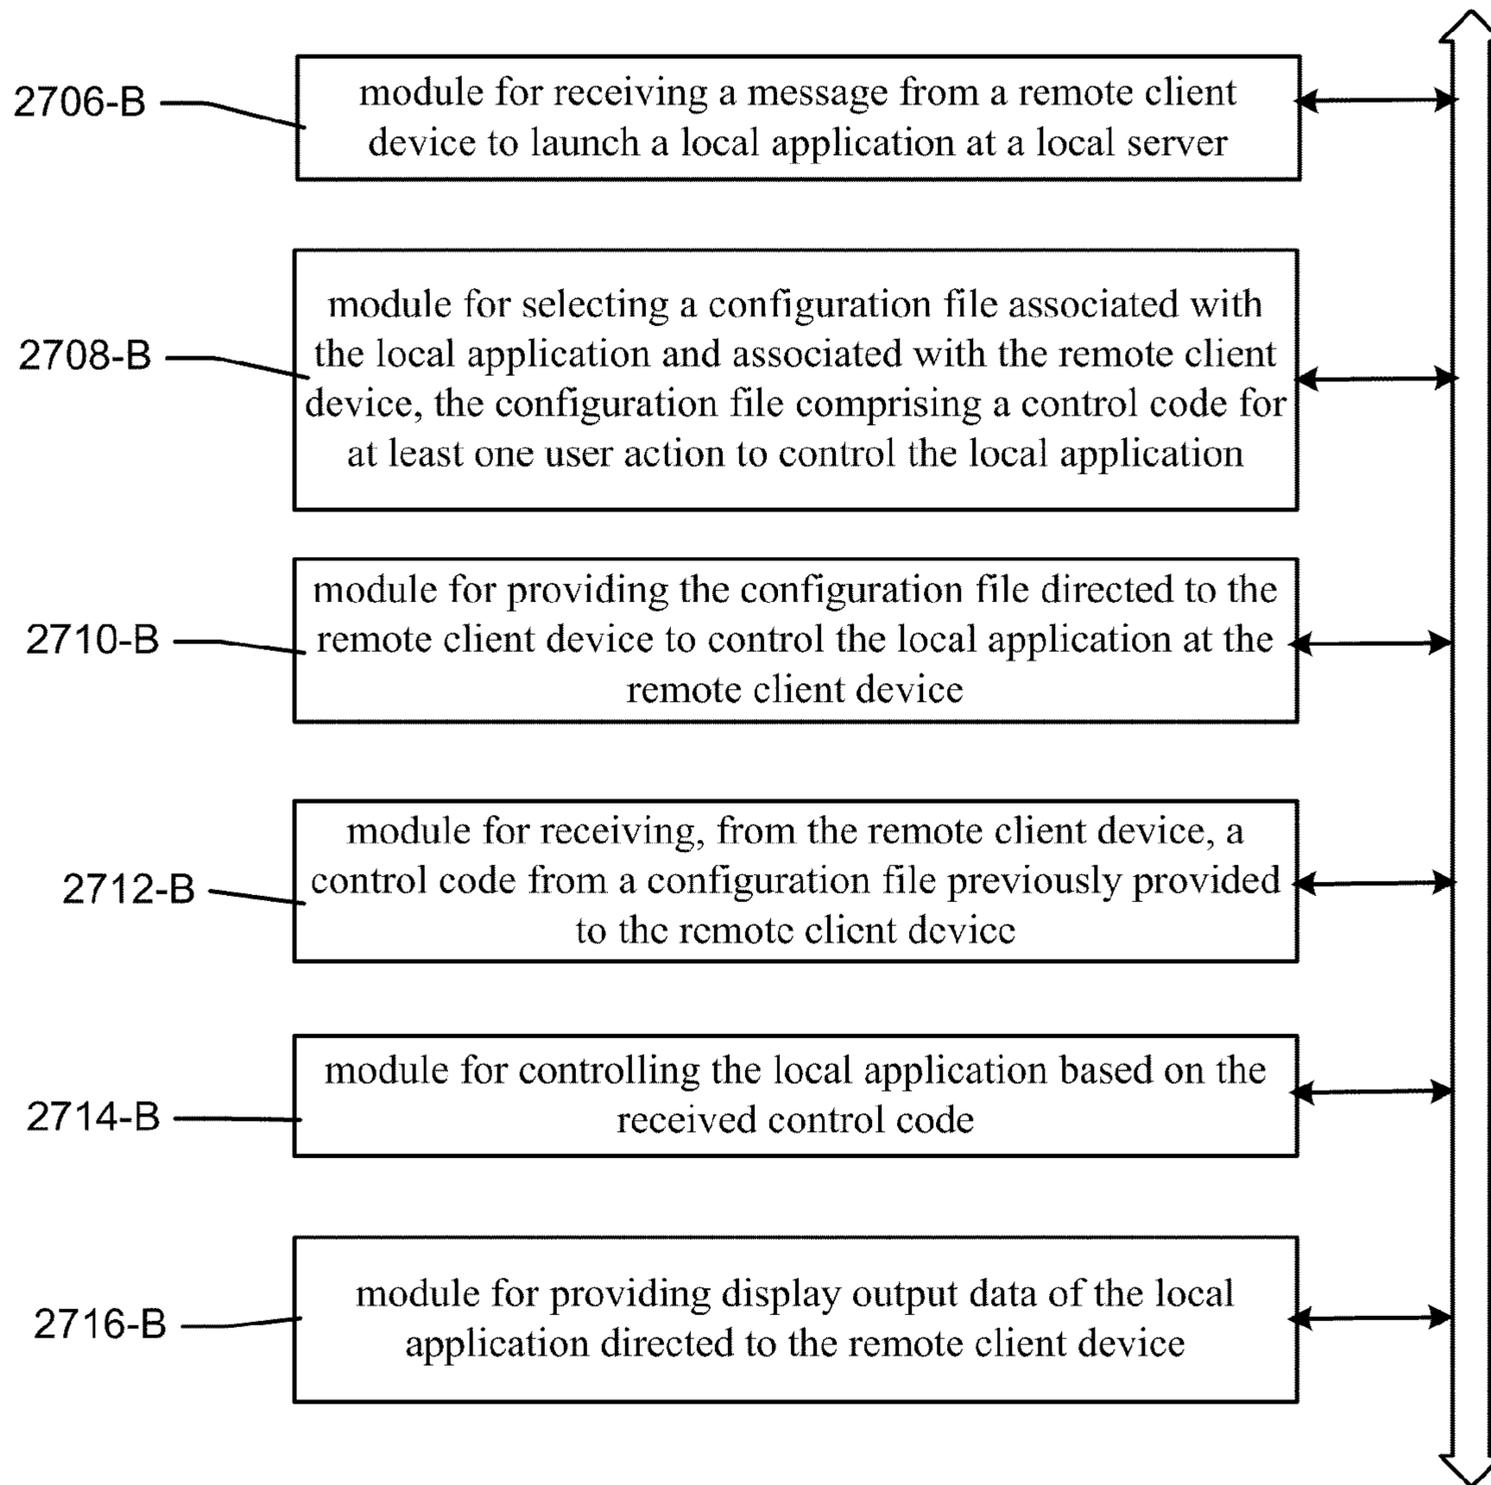 2706-B
module for receiving a message from a remote client
device to launch a local application at a local server
2708-B
module for selecting a configuration file associated with
the local application and associated with the remote client
device, the configuration file comprising a control code for
at least one user action to control the local application
2710-B
module for providing the configuration file directed to the
remote client device to control the local application at the
remote client device
2712-B
module for receiving, from the remote client device, a
control code from a configuration file previously provided
to the remote client device
2714-B
module for controlling the local application based on the
received control code
2716-B
module for providing display output data of the local
application directed to the remote client device